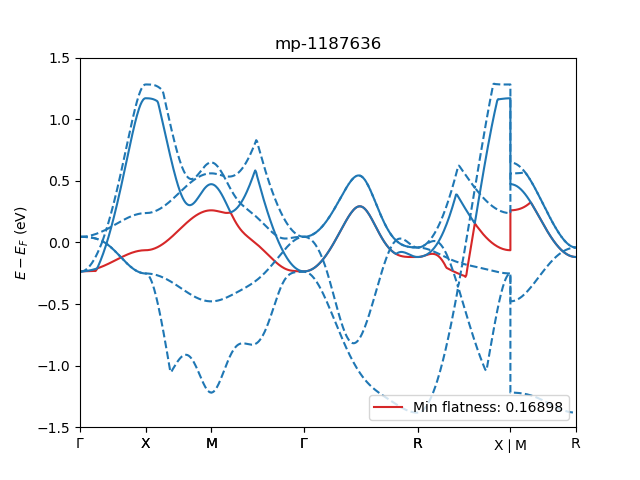 mp-1187636
E − E_F (eV)
1.5
1.0
0.5
0.0
−0.5
−1.0
−1.5
Min flatness: 0.16898
Γ X M Γ R X | M R